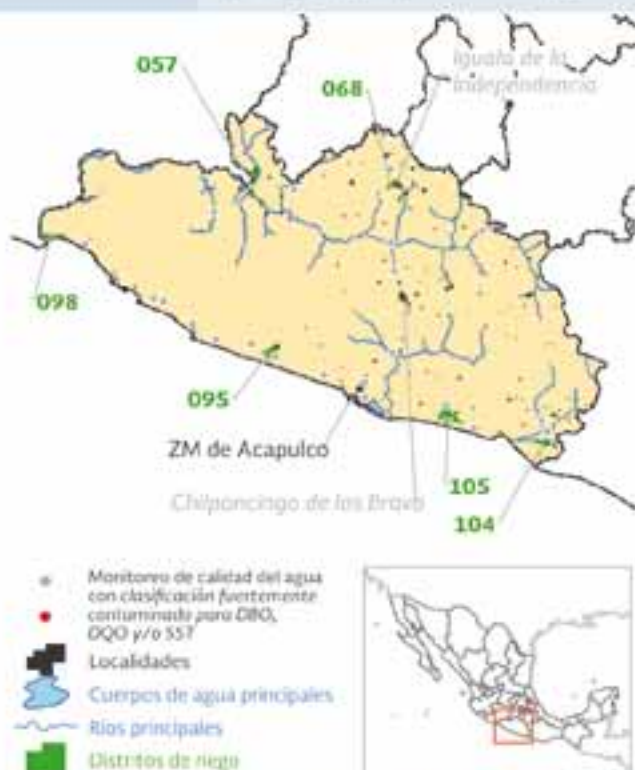 057
068
Iguala de la
Independencia
098
095
ZM de Acapulco
Chilpancingo de los Bravo
105
104
Monitoreo de calidad del agua
con clasificación fuertemente
contaminado para DBO,
DQO y/o SST
Localidades
Cuerpos de agua principales
Ríos principales
Distritos de riego